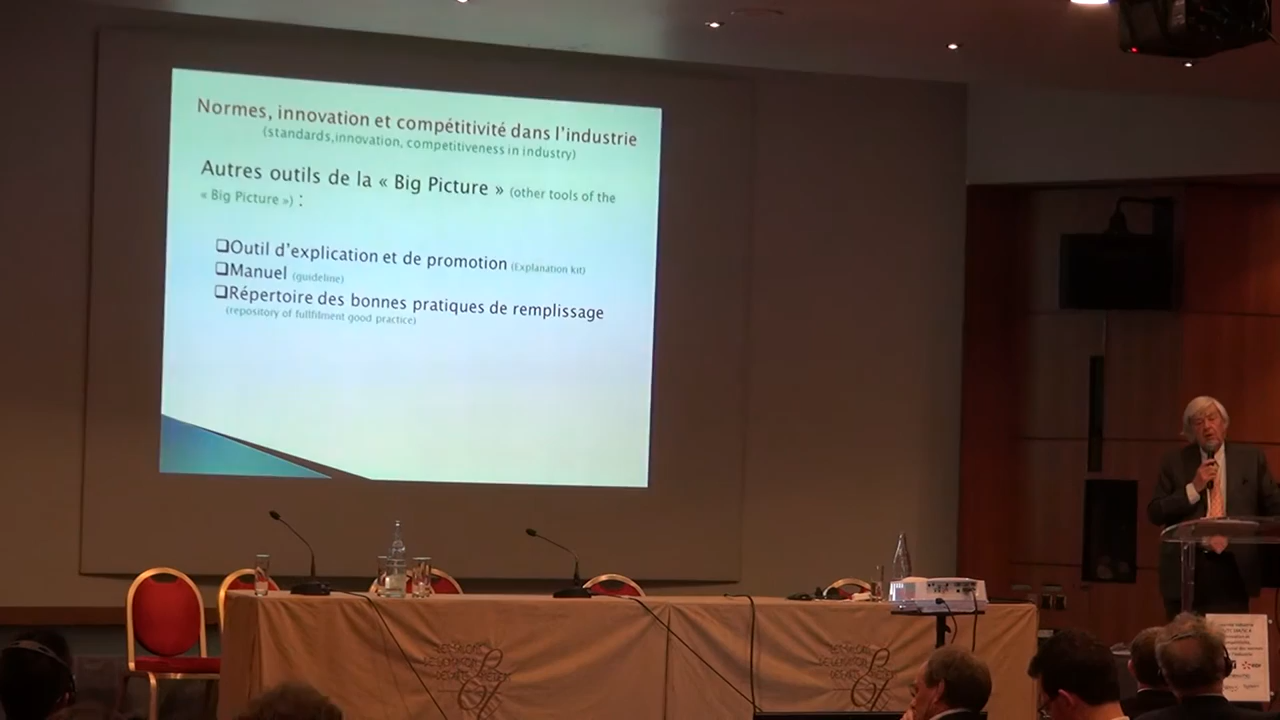 Normes, innovation et compétitivité dans l'industrie
(standards,innovation, competitiveness in industry)
Autres outils de la « Big Picture » (other tools of the
« Big Picture ») :
❑Outil d'explication et de promotion (Explanation kit)
❑Manuel (guideline)
❑Répertoire des bonnes pratiques de remplissage
(repository of fullfilment good practice)